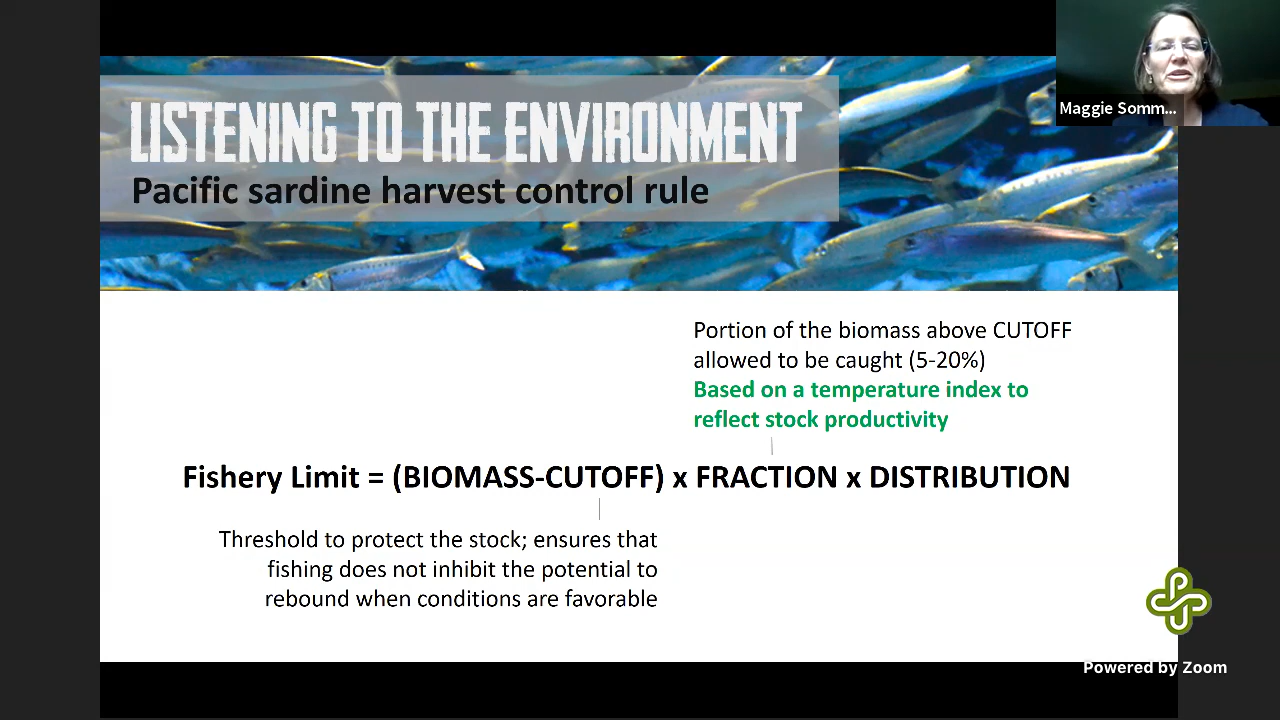 LISTENING TO THE ENVIRONMENT
Pacific sardine harvest control rule
Maggie Somm...
Portion of the biomass above CUTOFF
allowed to be caught (5-20%)
Based on a temperature index to
reflect stock productivity
Fishery Limit = (BIOMASS-CUTOFF) x FRACTION x DISTRIBUTION
Threshold to protect the stock; ensures that
fishing does not inhibit the potential to
rebound when conditions are favorable
PSU
Powered by Zoom